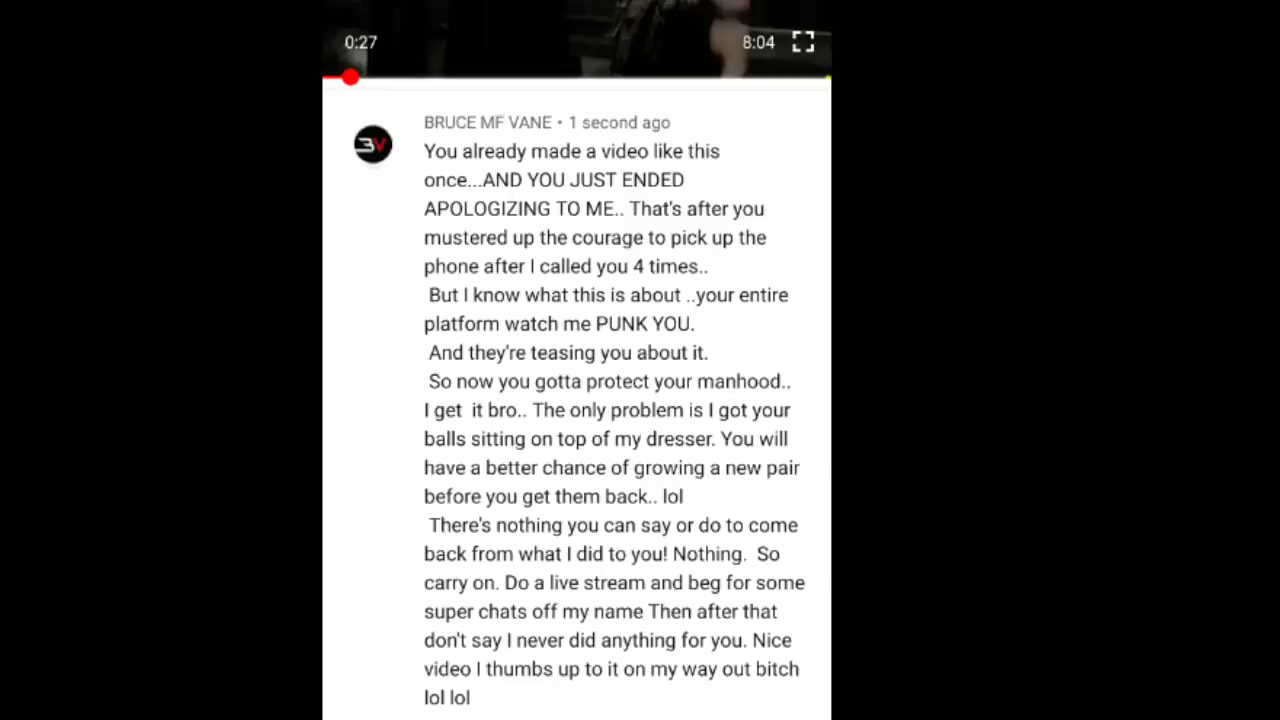 0:27
8:04
BRUCE MF VANE • 1 second ago
3V
You already made a video like this
once...AND YOU JUST ENDED
APOLOGIZING TO ME.. That's after you
mustered up the courage to pick up the
phone after I called you 4 times..
But I know what this is about ..your entire
platform watch me PUNK YOU.
And they're teasing you about it.
So now you gotta protect your manhood..
I get  it bro.. The only problem is I got your
balls sitting on top of my dresser. You will
have a better chance of growing a new pair
before you get them back.. lol
There's nothing you can say or do to come
back from what I did to you! Nothing.  So
carry on. Do a live stream and beg for some
super chats off my name Then after that
don't say I never did anything for you. Nice
video I thumbs up to it on my way out bitch
lol lol